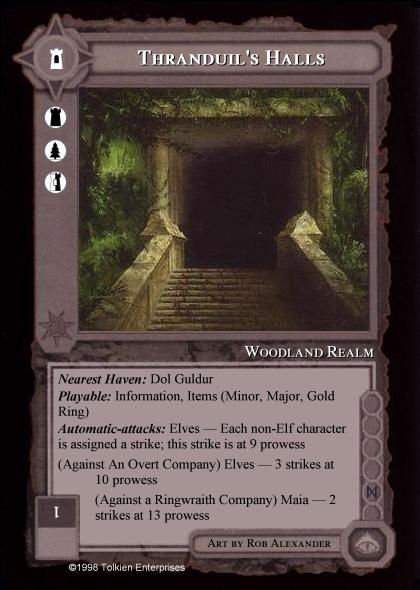 THRANDUIL'S HALLS
WOODLAND REALM
Nearest Haven: Dol Guldur
Playable: Information, Items (Minor, Major, Gold
Ring)
Automatic-attacks: Elves — Each non-Elf character
is assigned a strike; this strike is at 9 prowess
(Against An Overt Company) Elves — 3 strikes at
10 prowess
(Against a Ringwraith Company) Maia — 2
strikes at 13 prowess
1
ART BY ROB ALEXANDER
©1998 Tolkien Enterprises